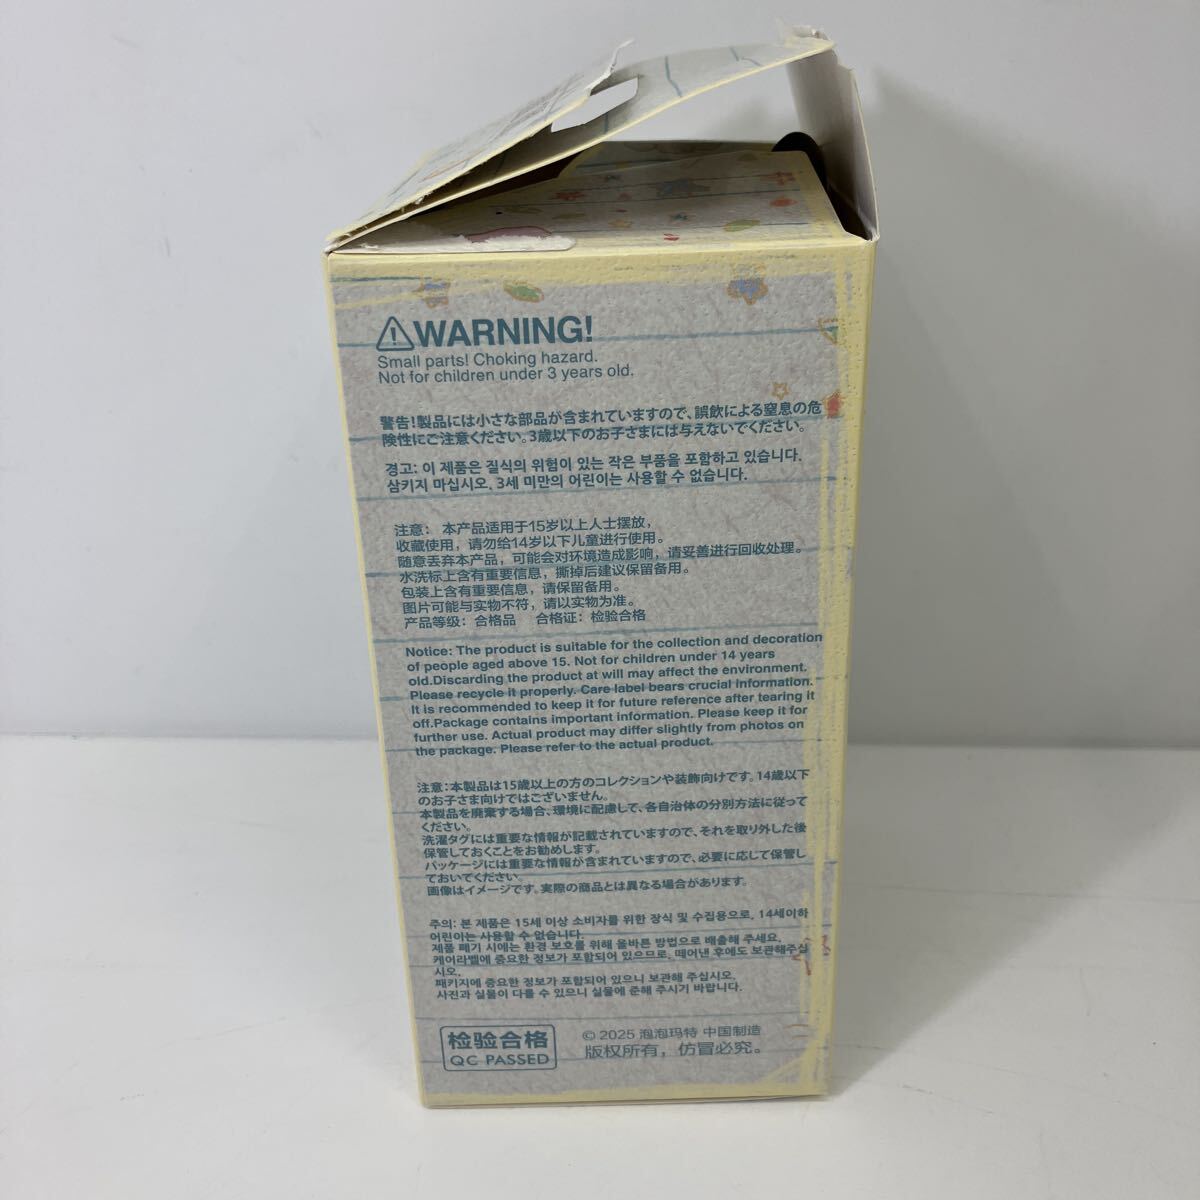 ⚠WARNING!
Small parts! Choking hazard.
Not for children under 3 years old.
警告!製品には小さな部品が含まれていますので、誤飲による窒息の危
険性にご注意ください。3歳以下のお子さまには与えないでください。
경고: 이 제품은 질식의 위험이 있는 작은 부품을 포함하고 있습니다.
삼키지 마십시오. 3세 미만의 어린이는 사용할 수 없습니다.
注意： 本产品适用于15岁以上人士摆放，
收藏使用，请勿给14岁以下儿童进行使用。
随意丢弃本产品，可能会对环境造成影响，请妥善进行回收处理。
水洗标上含有重要信息，撕掉后建议保留备用。
包装上含有重要信息，请保留备用。
图片可能与实物不符，请以实物为准。
产品等级：合格品 合格证：检验合格
Notice: The product is suitable for the collection and decoration
of people aged above 15. Not for children under 14 years
old.Discarding the product at will may affect the environment.
Please recycle it properly. Care label bears crucial information.
It is recommended to keep it for future reference after tearing it
off.Package contains important information. Please keep it for
further use. Actual product may differ slightly from photos on
the package. Please refer to the actual product.
注意：本製品は15歳以上の方のコレクションや装飾向けです。14歳以下
のお子さま向けではございません。
本製品を廃棄する場合、環境に配慮して、各自治体の分別方法に従って
ください。
洗濯タグには重要な情報が記載されていますので、それを取り外した後
保管しておくことをお勧めします。
パッケージには重要な情報が含まれていますので、必要に応じて保管し
ておいてください。
画像はイメージです。実際の商品とは異なる場合があります。
주의: 본 제품은 15세 이상 소비자를 위한 장식 및 수집용으로, 14세이하
어린이는 사용할 수 없습니다.
제품 폐기 시에는 환경 보호를 위해 올바른 방법으로 배출해 주세요.
케어라벨에 중요한 정보가 포함되어 있으므로, 떼어낸 후에도 보관해주십
시오.
패키지에 중요한 정보가 포함되어 있으니 보관해 주십시오.
사진과 실물이 다를 수 있으니 실물에 준해 주시기 바랍니다.
检验合格
QC PASSED
© 2025 泡泡玛特 中国制造
版权所有，仿冒必究。